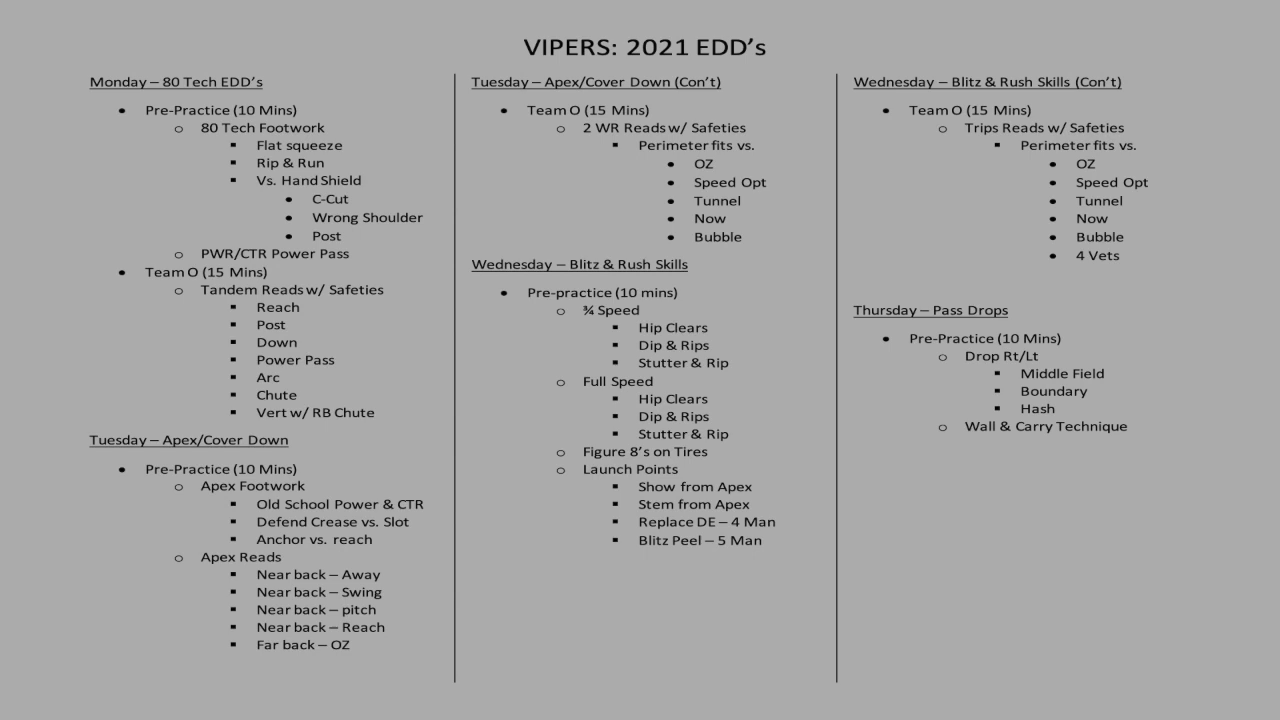 VIPERS: 2021 EDD's
Monday – 80 Tech EDD's
• Pre-Practice (10 Mins)
o 80 Tech Footwork
▪ Flat squeeze
▪ Rip & Run
▪ Vs. Hand Shield
• C-Cut
• Wrong Shoulder
• Post
o PWR/CTR Power Pass
• Team O (15 Mins)
o Tandem Reads w/ Safeties
▪ Reach
▪ Post
▪ Down
▪ Power Pass
▪ Arc
▪ Chute
▪ Vert w/ RB Chute
Tuesday – Apex/Cover Down
• Pre-Practice (10 Mins)
o Apex Footwork
▪ Old School Power & CTR
▪ Defend Crease vs. Slot
▪ Anchor vs. reach
o Apex Reads
▪ Near back – Away
▪ Near back – Swing
▪ Near back – pitch
▪ Near back – Reach
▪ Far back – OZ
Tuesday – Apex/Cover Down (Con't)
• Team O (15 Mins)
o 2 WR Reads w/ Safeties
▪ Perimeter fits vs.
• OZ
• Speed Opt
• Tunnel
• Now
• Bubble
Wednesday – Blitz & Rush Skills
• Pre-practice (10 mins)
o ¾ Speed
▪ Hip Clears
▪ Dip & Rips
▪ Stutter & Rip
o Full Speed
▪ Hip Clears
▪ Dip & Rips
▪ Stutter & Rip
o Figure 8's on Tires
o Launch Points
▪ Show from Apex
▪ Stem from Apex
▪ Replace DE – 4 Man
▪ Blitz Peel – 5 Man
Wednesday – Blitz & Rush Skills (Con't)
• Team O (15 Mins)
o Trips Reads w/ Safeties
▪ Perimeter fits vs.
• OZ
• Speed Opt
• Tunnel
• Now
• Bubble
• 4 Vets
Thursday – Pass Drops
• Pre-Practice (10 Mins)
o Drop Rt/Lt
▪ Middle Field
▪ Boundary
▪ Hash
o Wall & Carry Technique